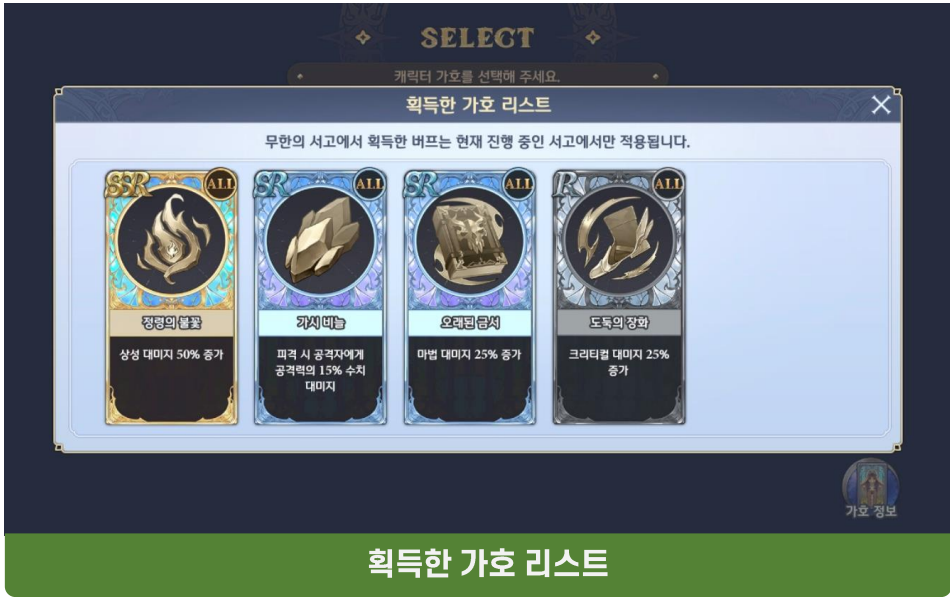 SELECT
캐릭터 가호를 선택해 주세요.
획득한 가호 리스트
무한의 서고에서 획득한 버프는 현재 진행 중인 서고에서만 적용됩니다.
SSR ALL
SR ALL
SR ALL
R ALL
정령의 불꽃
가시 비늘
오래된 금서
도둑의 장화
상성 대미지 50% 증가
피격 시 공격자에게
공격력의 15% 수치
대미지
마법 대미지 25% 증가
크리티컬 대미지 25%
증가
가호 정보
획득한 가호 리스트